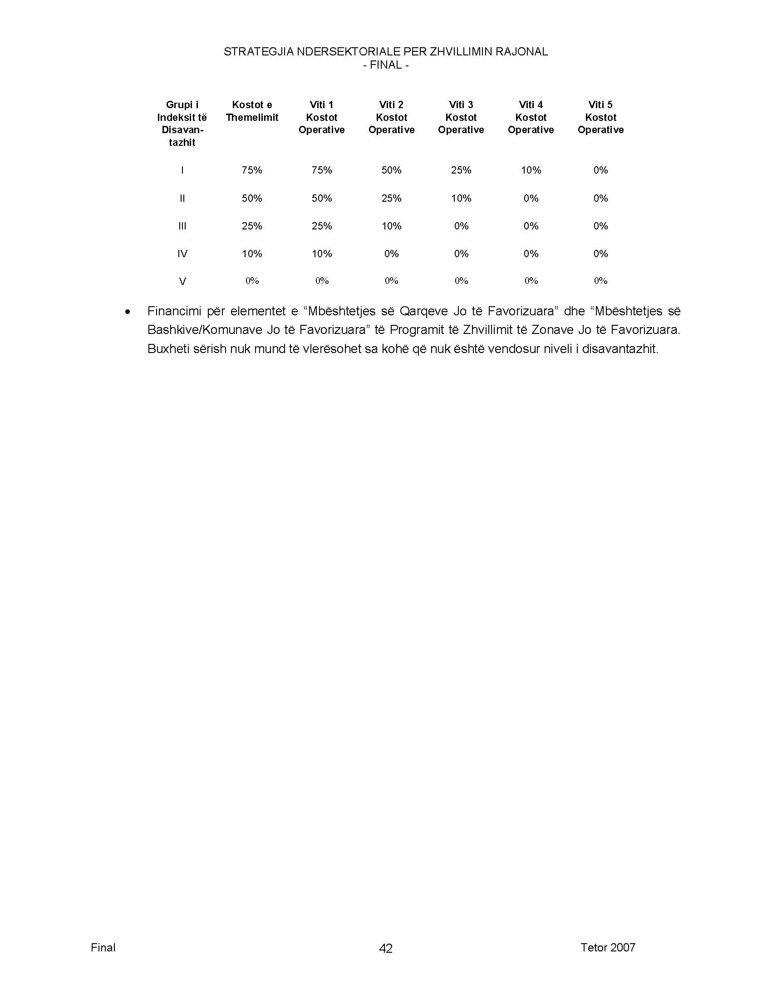 STRATEGJIA NDERSEKTORIALE PER ZHVILLIMIN RAJONAL
- FINAL -
Grupi i Kostot e Viti 1 Viti 2 Viti 3 Viti 4 Viti 5
Indeksit të Themelimit Kostot Kostot Kostot Kostot Kostot
Disavan- Operative Operative Operative Operative Operative
tazhit
I 75% 75% 50% 25% 10% 0%
II 50% 50% 25% 10% 0% 0%
III 25% 25% 10% 0% 0% 0%
IV 10% 10% 0% 0% 0% 0%
V 0% 0% 0% 0% 0% 0%
• Financimi për elementet e “Mbështetjes së Qarqeve Jo të Favorizuara” dhe “Mbështetjes së
Bashkive/Komunave Jo të Favorizuara” të Programit të Zhvillimit të Zonave Jo të Favorizuara.
Buxheti sërish nuk mund të vlerësohet sa kohë që nuk është vendosur niveli i disavantazhit.
Final 42 Tetor 2007